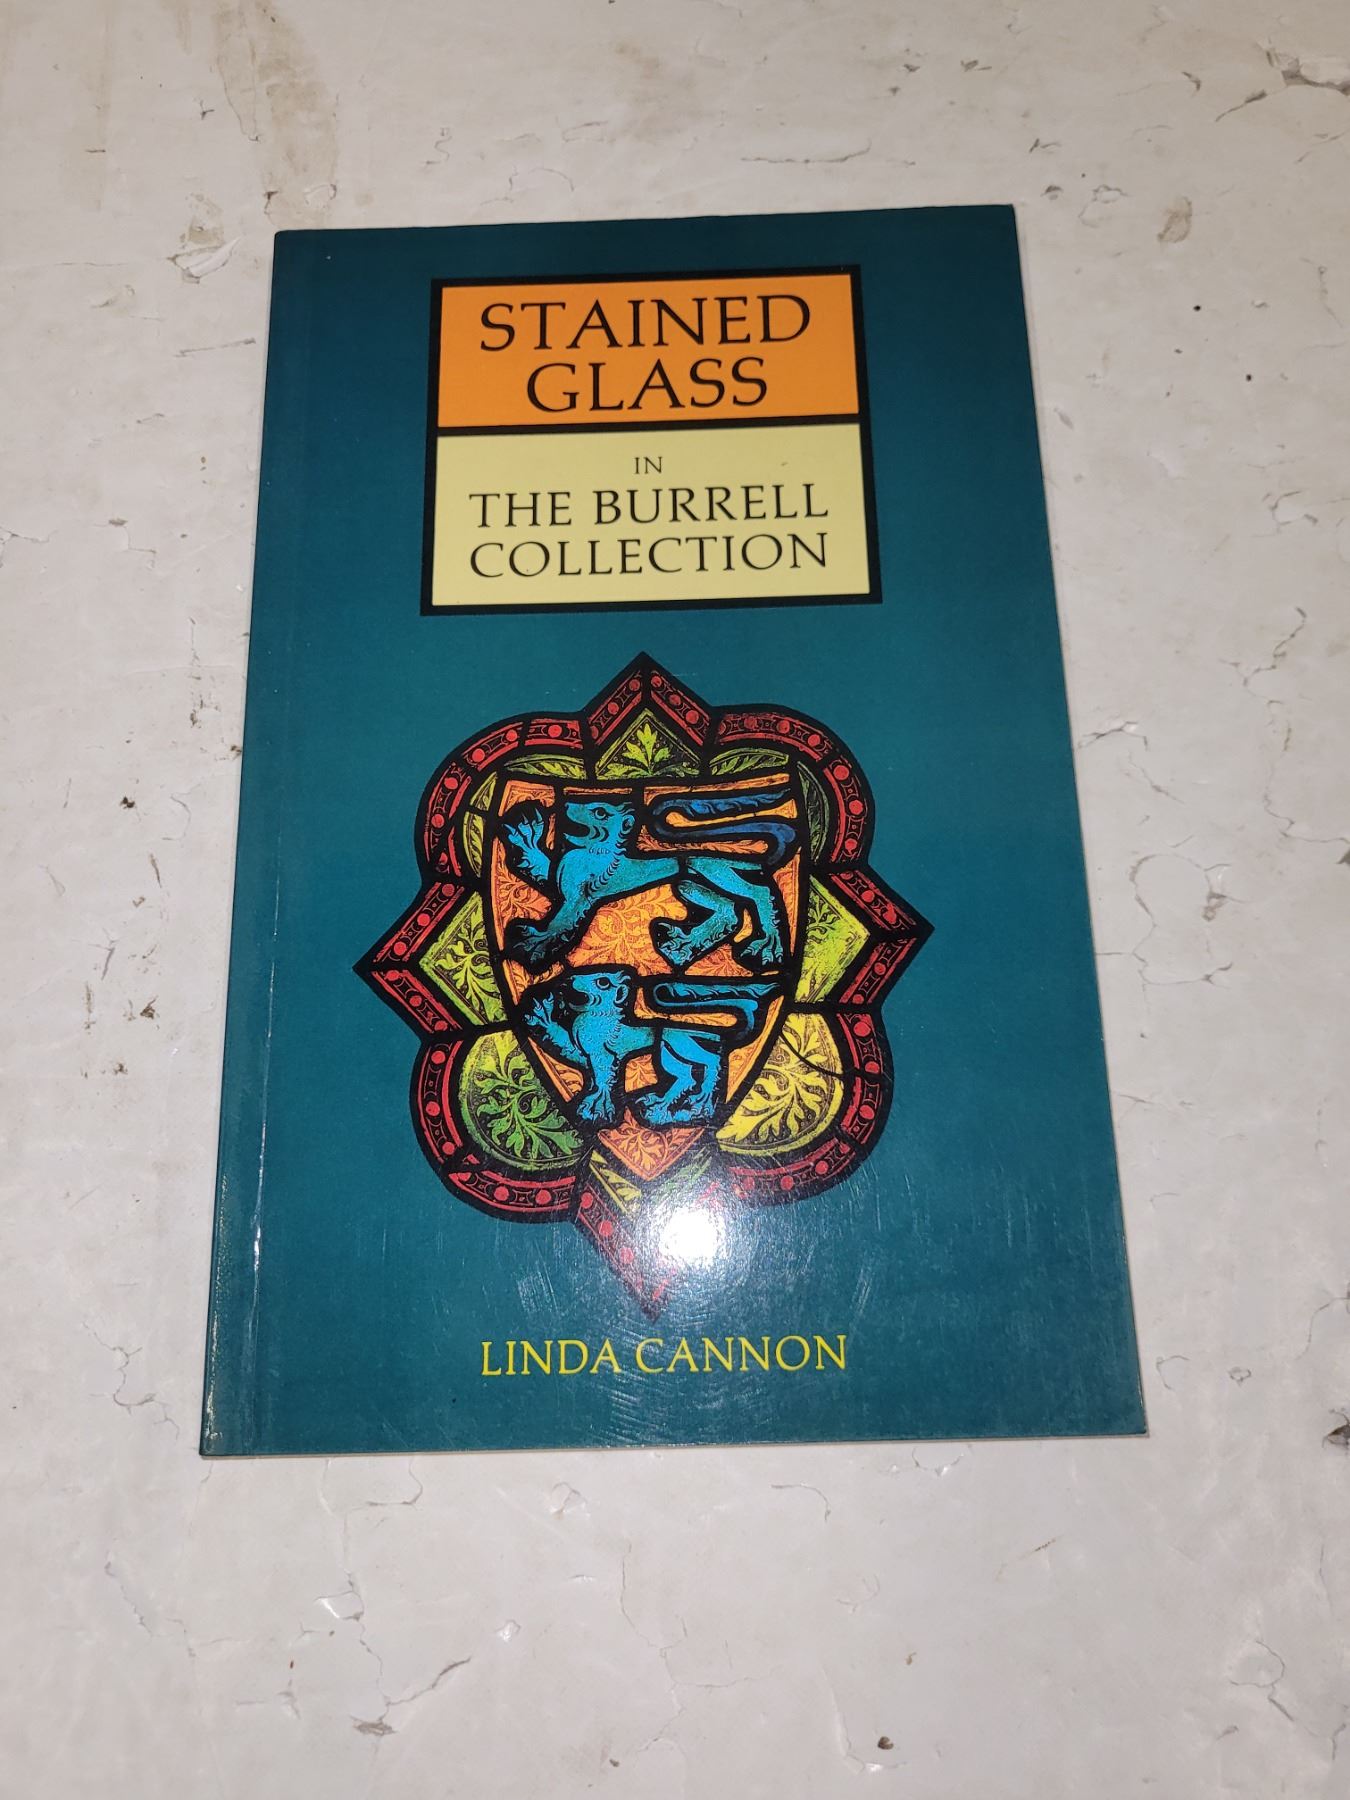 STAINED
GLASS
IN
THE BURRELL
COLLECTION
LINDA CANNON